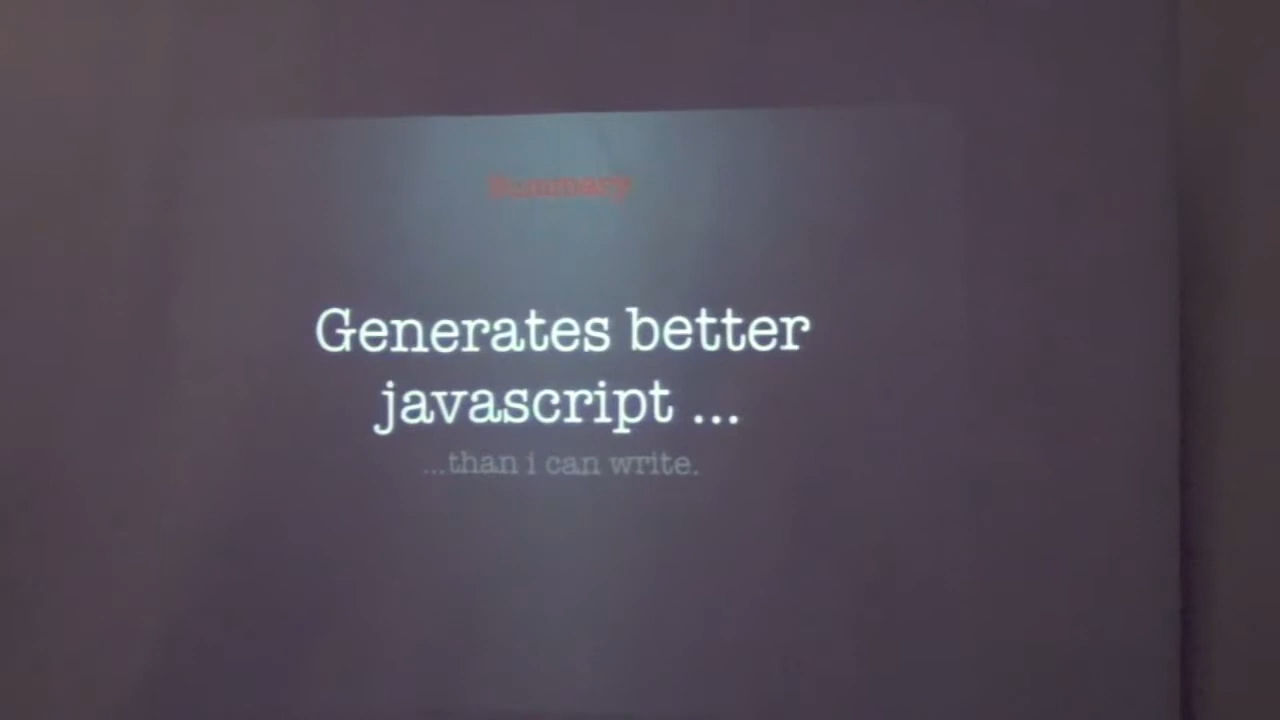 Summary
Generates better
javascript ...
...than i can write.